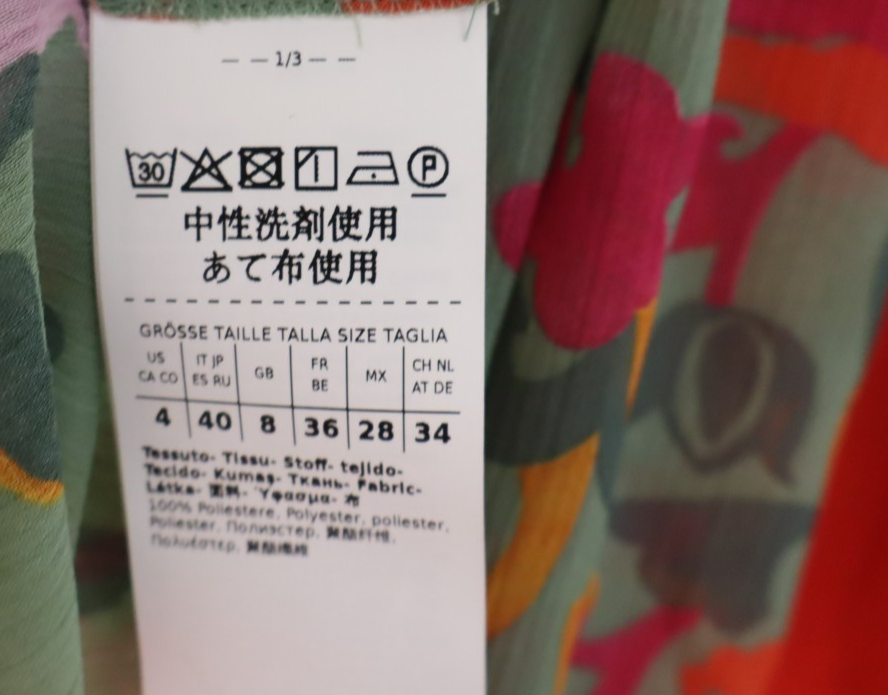 — — 1/3 — —
30 P
中性洗剤使用
あて布使用
GRÖSSE TAILLE TALLA SIZE TAGLIA
US CA CO IT JP ES RU GB FR BE MX CH NL AT DE
4 40 8 36 28 34
Tessuto- Tissu- Stoff- tejido-
Tecido- Kumaş- Ткань- Fabric-
Látka- 面料- Ύφασμα- 布
100% Poliestere, Polyester, poliester,
Poliester, Полиэстер, 聚酯纤维,
Πολυέστερ, 聚酯纖維